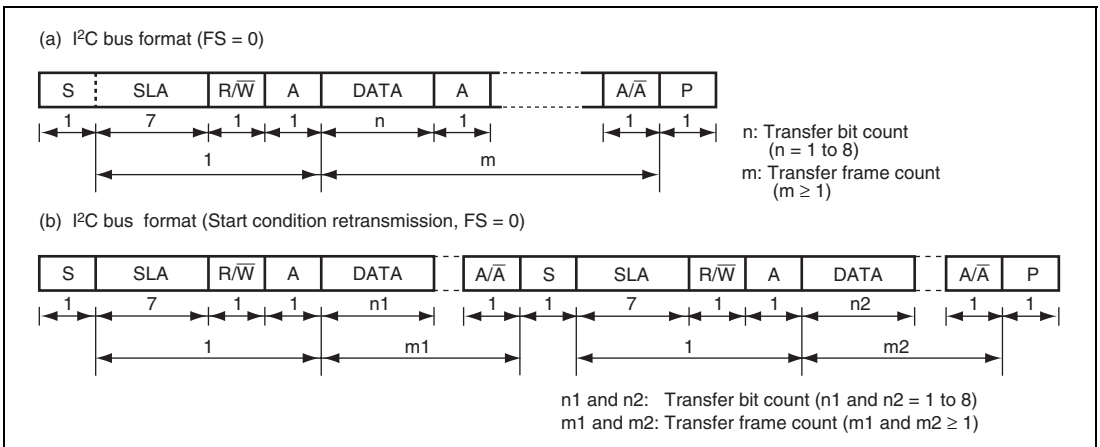 (a) I²C bus format (FS = 0)
S SLA R/W̅ A DATA A A/A̅ P
1 7 1 1 n 1 1 1
1 m
n: Transfer bit count
(n = 1 to 8)
m: Transfer frame count
(m ≥ 1)
(b) I²C bus format (Start condition retransmission, FS = 0)
S SLA R/W̅ A DATA A/A̅ S SLA R/W̅ A DATA A/A̅ P
1 7 1 1 n1 1 1 7 1 1 n2 1 1
1 m1 1 m2
n1 and n2: Transfer bit count (n1 and n2 = 1 to 8)
m1 and m2: Transfer frame count (m1 and m2 ≥ 1)